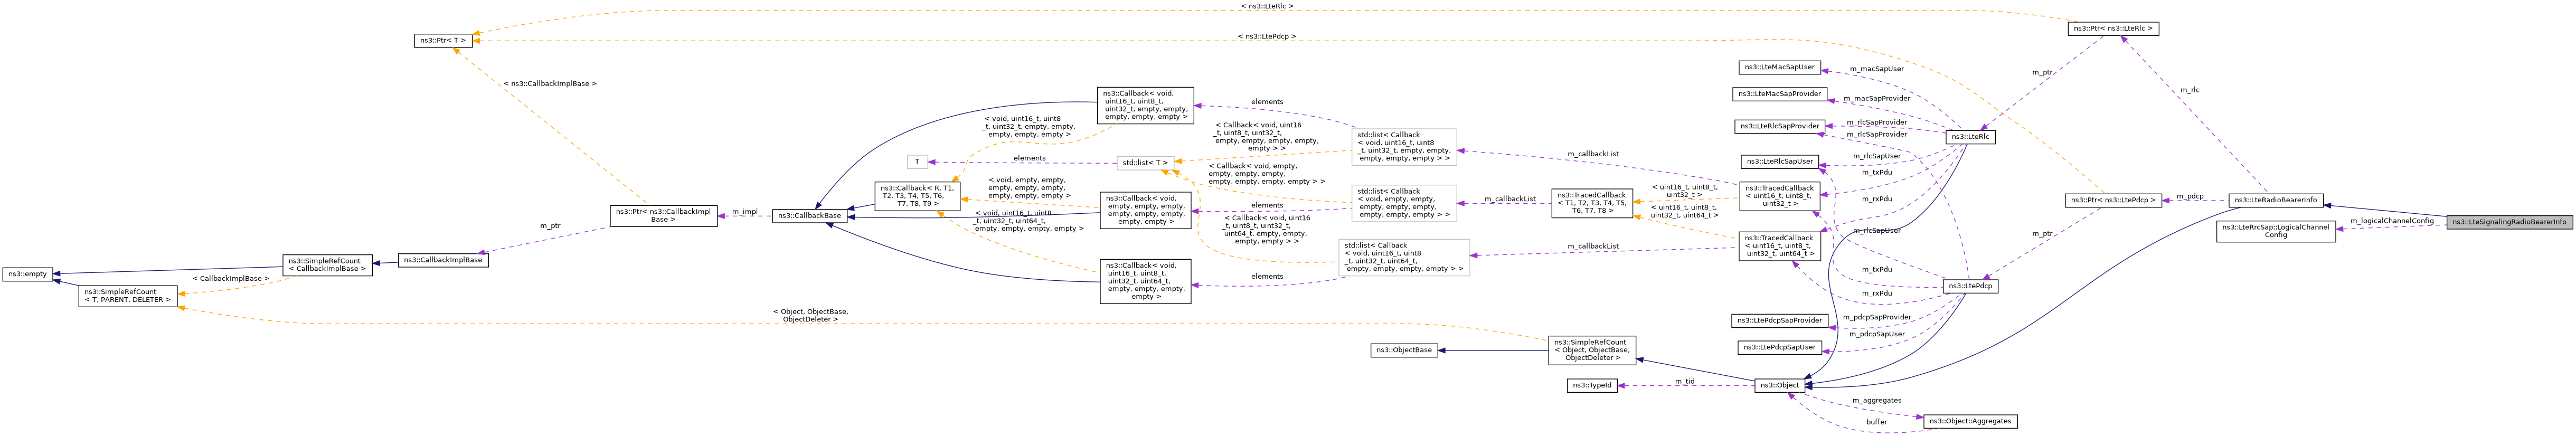 < ns3::LteRlc >
ns3::Ptr< ns3::LteRlc >
< ns3::LtePdcp >
ns3::Ptr< T >
< ns3::CallbackImplBase >
ns3::LteMacSapUser
m_macSapUser
m_ptr
m_rlc
ns3::LteMacSapProvider
m_macSapProvider
ns3::Callback< void,
uint16_t, uint8_t,
uint32_t, empty, empty,
empty, empty, empty >
elements
ns3::LteRlcSapProvider
m_rlcSapProvider
m_rlcSapProvider
ns3::LteRlc
< void, uint16_t, uint8
_t, uint32_t, empty, empty,
empty, empty, empty >
< Callback< void, uint16
_t, uint8_t, uint32_t,
empty, empty, empty, empty,
empty > >
std::list< Callback
< void, uint16_t, uint8
_t, uint32_t, empty, empty,
empty, empty, empty > >
m_callbackList
ns3::LteRlcSapUser
m_rlcSapUser
T
elements
std::list< T >
< Callback< void, empty,
empty, empty, empty,
empty, empty, empty, empty > >
m_txPdu
ns3::Callback< R, T1,
T2, T3, T4, T5, T6,
T7, T8, T9 >
< void, empty, empty,
empty, empty, empty,
empty, empty, empty >
ns3::Callback< void,
empty, empty, empty,
empty, empty, empty,
empty, empty >
elements
std::list< Callback
< void, empty, empty,
empty, empty, empty,
empty, empty, empty > >
m_callbackList
ns3::TracedCallback
< T1, T2, T3, T4, T5,
T6, T7, T8 >
< uint16_t, uint8_t,
uint32_t >
ns3::TracedCallback
< uint16_t, uint8_t,
uint32_t >
m_rxPdu
ns3::Ptr< ns3::LtePdcp >
m_pdcp
ns3::LteRadioBearerInfo
ns3::LteSignalingRadioBearerInfo
ns3::Ptr< ns3::CallbackImpl
Base >
m_impl
ns3::CallbackBase
< void, uint16_t, uint8
_t, uint32_t, uint64_t,
empty, empty, empty, empty >
< Callback< void, uint16
_t, uint8_t, uint32_t,
uint64_t, empty, empty,
empty, empty > >
< uint16_t, uint8_t,
uint32_t, uint64_t >
m_logicalChannelConfig
ns3::LteRrcSap::LogicalChannel
Config
m_ptr
m_rlcSapUser
m_ptr
std::list< Callback
< void, uint16_t, uint8
_t, uint32_t, uint64_t,
empty, empty, empty, empty > >
m_callbackList
ns3::TracedCallback
< uint16_t, uint8_t,
uint32_t, uint64_t >
ns3::empty
ns3::SimpleRefCount
< CallbackImplBase >
ns3::CallbackImplBase
< CallbackImplBase >
ns3::SimpleRefCount
< T, PARENT, DELETER >
ns3::Callback< void,
uint16_t, uint8_t,
uint32_t, uint64_t,
empty, empty, empty,
empty >
elements
m_txPdu
m_rxPdu
ns3::LtePdcp
< Object, ObjectBase,
ObjectDeleter >
ns3::LtePdcpSapProvider
m_pdcpSapProvider
ns3::LtePdcpSapUser
m_pdcpSapUser
ns3::ObjectBase
ns3::SimpleRefCount
< Object, ObjectBase,
ObjectDeleter >
ns3::TypeId
m_tid
ns3::Object
m_aggregates
buffer
ns3::Object::Aggregates